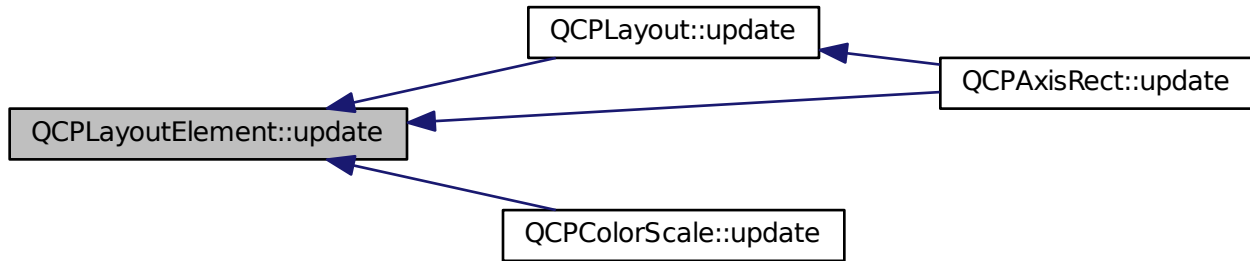 QCPLayout::update
QCPAxisRect::update
QCPLayoutElement::update
QCPColorScale::update